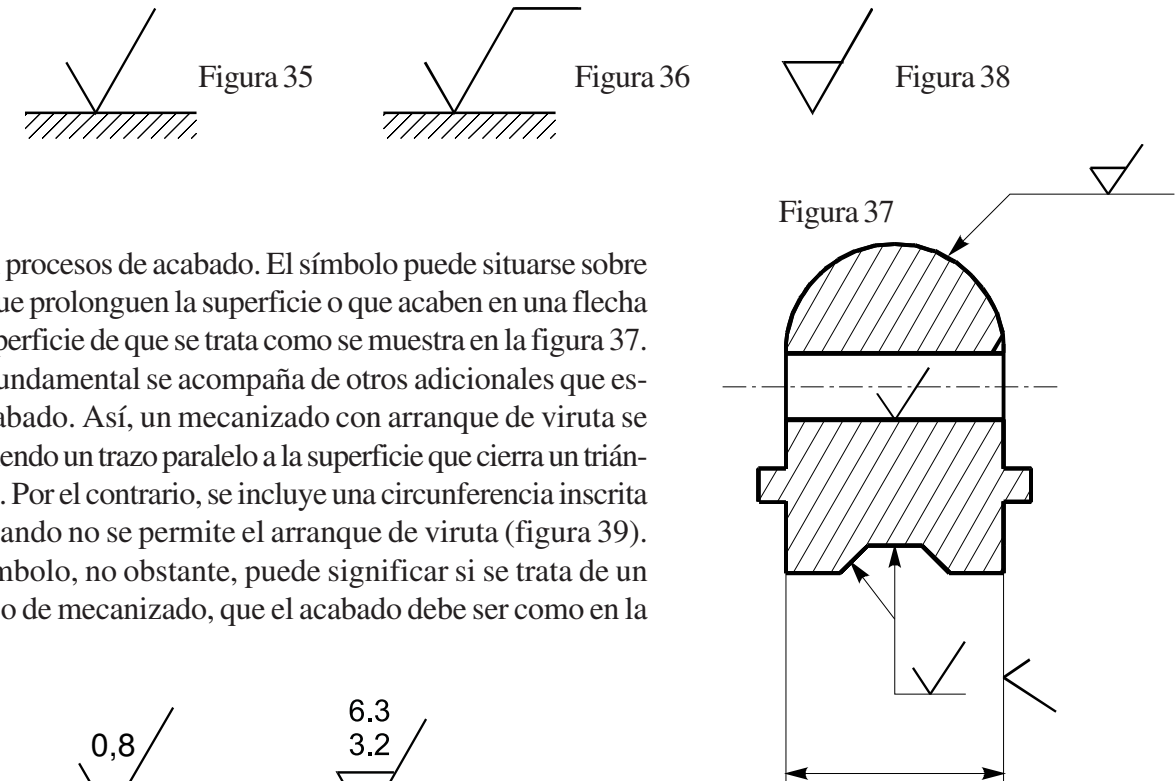 Figura 35
Figura 36
Figura 38
Figura 37
procesos de acabado. El símbolo puede situarse sobre
ue prolonguen la superficie o que acaben en una flecha
perficie de que se trata como se muestra en la figura 37.
undamental se acompaña de otros adicionales que es-
abado. Así, un mecanizado con arranque de viruta se
endo un trazo paralelo a la superficie que cierra un trián-
. Por el contrario, se incluye una circunferencia inscrita
ando no se permite el arranque de viruta (figura 39).
mbolo, no obstante, puede significar si se trata de un
o de mecanizado, que el acabado debe ser como en la
0,8
6.3
3.2